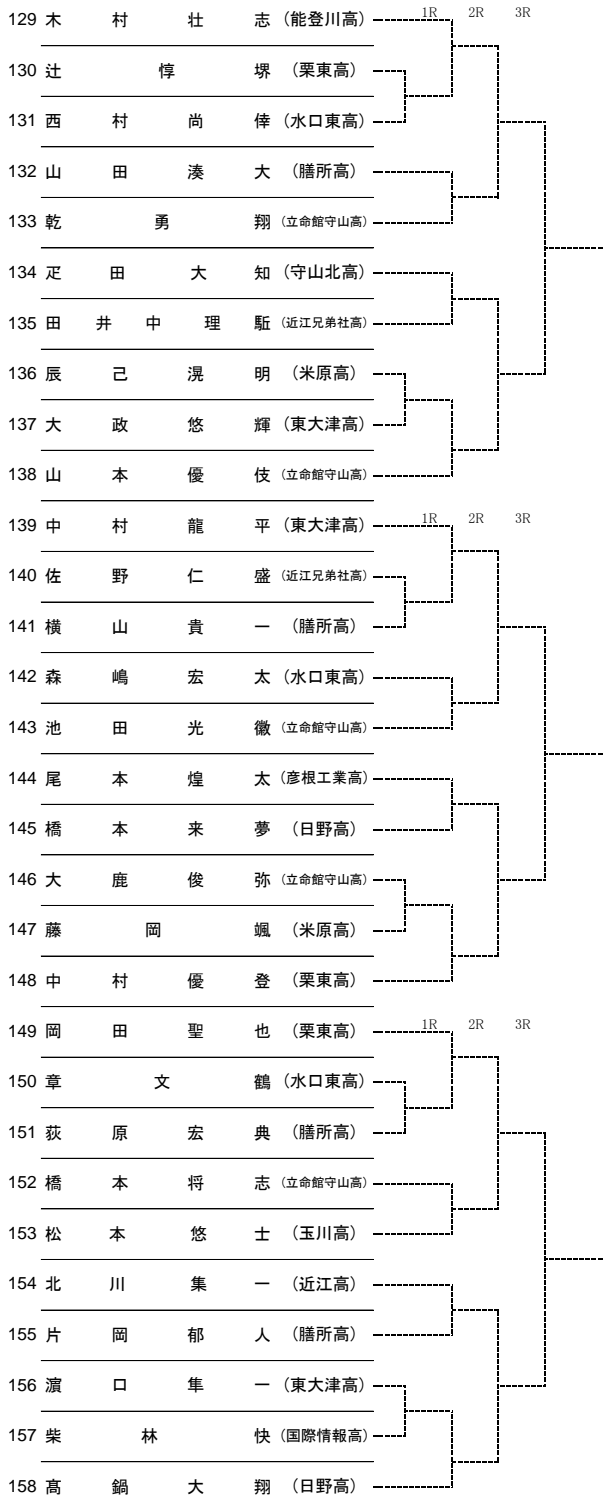 129 木村壮志 (能登川高) 1R 2R 3R
130 辻惇堺 (栗東高)
131 西村尚倖 (水口東高)
132 山田湊大 (膳所高)
133 乾勇翔 (立命館守山高)
134 疋田大知 (守山北高)
135 田井中理駈 (近江兄弟社高)
136 辰己滉明 (米原高)
137 大政悠輝 (東大津高)
138 山本優伎 (立命館守山高)
139 中村龍平 (東大津高) 1R 2R 3R
140 佐野仁盛 (近江兄弟社高)
141 横山貴一 (膳所高)
142 森嶋宏太 (水口東高)
143 池田光徹 (立命館守山高)
144 尾本煌太 (彦根工業高)
145 橋本来夢 (日野高)
146 大鹿俊弥 (立命館守山高)
147 藤岡颯 (米原高)
148 中村優登 (栗東高)
149 岡田聖也 (栗東高) 1R 2R 3R
150 章文鶴 (水口東高)
151 荻原宏典 (膳所高)
152 橋本将志 (立命館守山高)
153 松本悠士 (玉川高)
154 北川集一 (近江高)
155 片岡郁人 (膳所高)
156 濵口隼一 (東大津高)
157 柴林快 (国際情報高)
158 髙鍋大翔 (日野高)